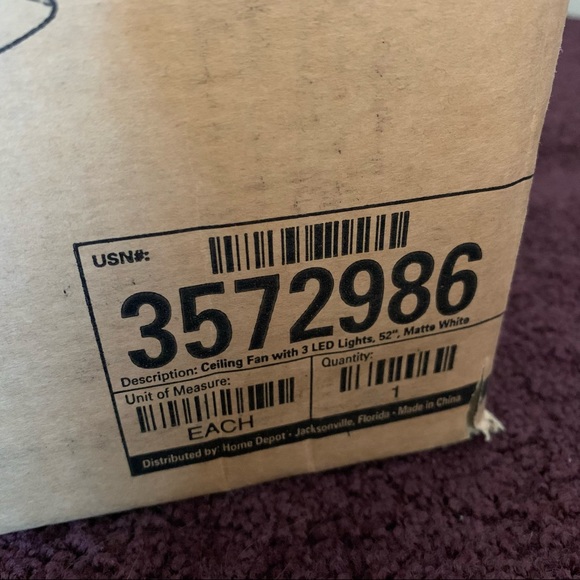 USN#:
3572986
Description: Ceiling Fan with 3 LED Lights, 52", Matte White
Unit of Measure:
EACH
Quantity:
1
Distributed by: Home Depot • Jacksonville, Florida • Made in China